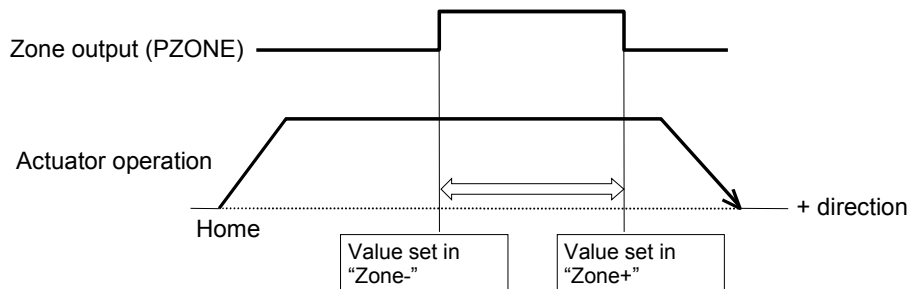 Zone output (PZONE)
Actuator operation
+ direction
Home
Value set in
“Zone-”
Value set in
“Zone+”